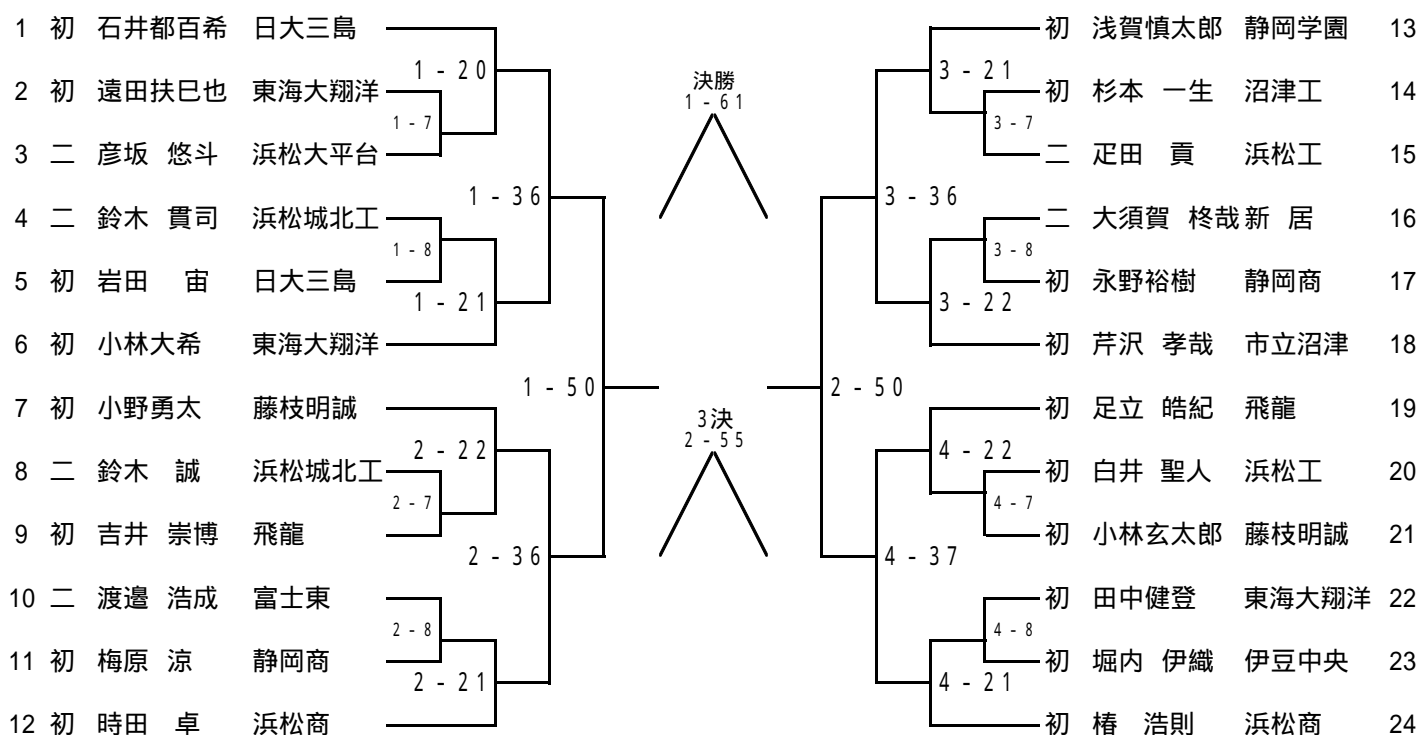 1 初 石井都百希 日大三島
2 初 遠田扶巳也 東海大翔洋
3 二 彦坂 悠斗 浜松大平台
4 二 鈴木 貫司 浜松城北工
5 初 岩田 宙 日大三島
6 初 小林大希 東海大翔洋
7 初 小野勇太 藤枝明誠
8 二 鈴木 誠 浜松城北工
9 初 吉井 崇博 飛龍
10 二 渡邉 浩成 富士東
11 初 梅原 涼 静岡商
12 初 時田 卓 浜松商
1-20
1-7
1-36
1-8
1-21
1-50
2-22
2-7
2-36
2-8
2-21
決勝
1-61
3決
2-55
3-21
3-7
3-36
3-8
3-22
2-50
4-22
4-7
4-37
4-8
4-21
初 浅賀慎太郎 静岡学園 13
初 杉本 一生 沼津工 14
二 疋田 貢 浜松工 15
二 大須賀 柊哉 新 居 16
初 永野裕樹 静岡商 17
初 芹沢 孝哉 市立沼津 18
初 足立 皓紀 飛龍 19
初 白井 聖人 浜松工 20
初 小林玄太郎 藤枝明誠 21
初 田中健登 東海大翔洋 22
初 堀内 伊織 伊豆中央 23
初 椿 浩則 浜松商 24